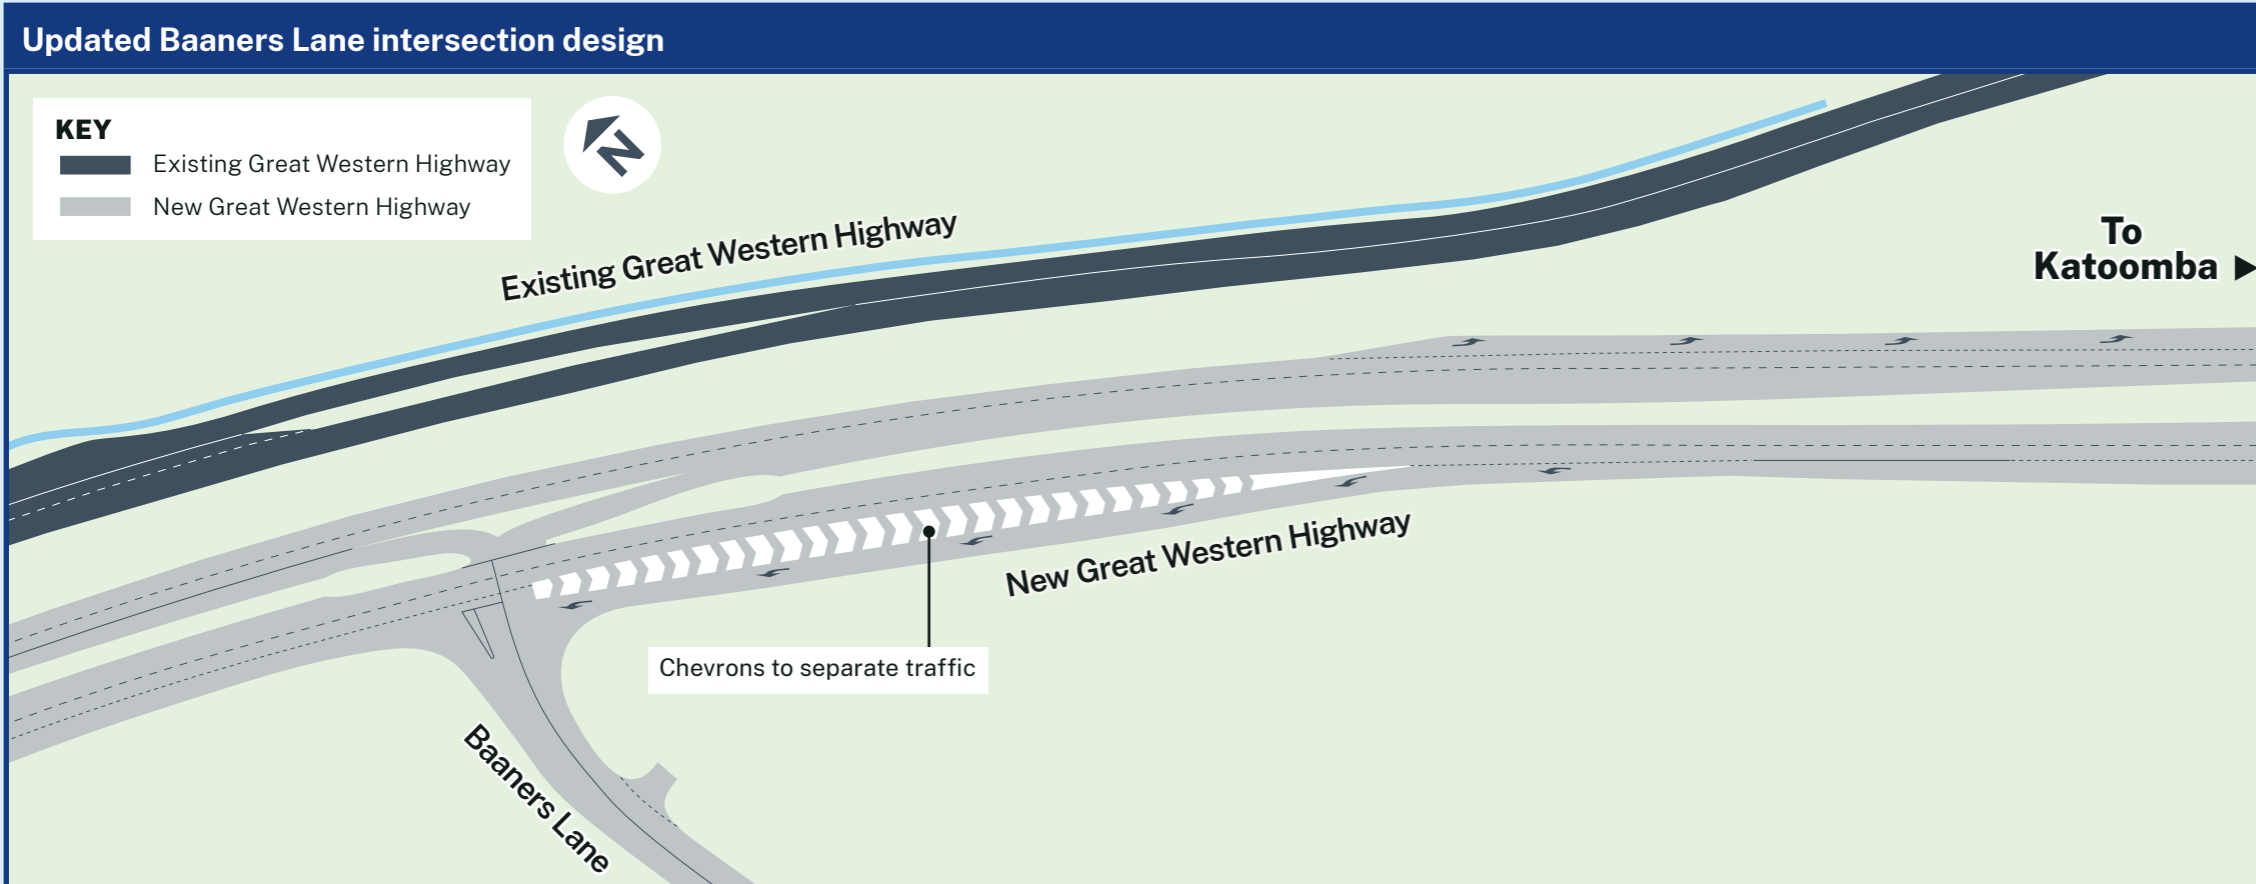 Updated Baaners Lane intersection design
KEY
Existing Great Western Highway
New Great Western Highway
N
Existing Great Western Highway
To
Katoomba
New Great Western Highway
Chevrons to separate traffic
Baaners Lane